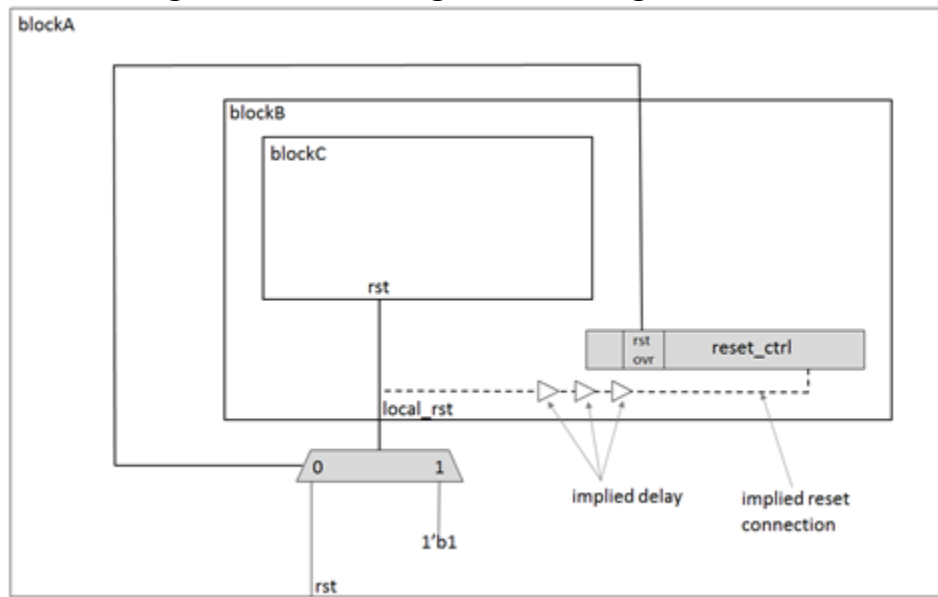 blockA
blockB
blockC
rst
rst
ovr
reset_ctrl
local_rst
0
1
implied delay
implied reset
connection
1'b1
rst